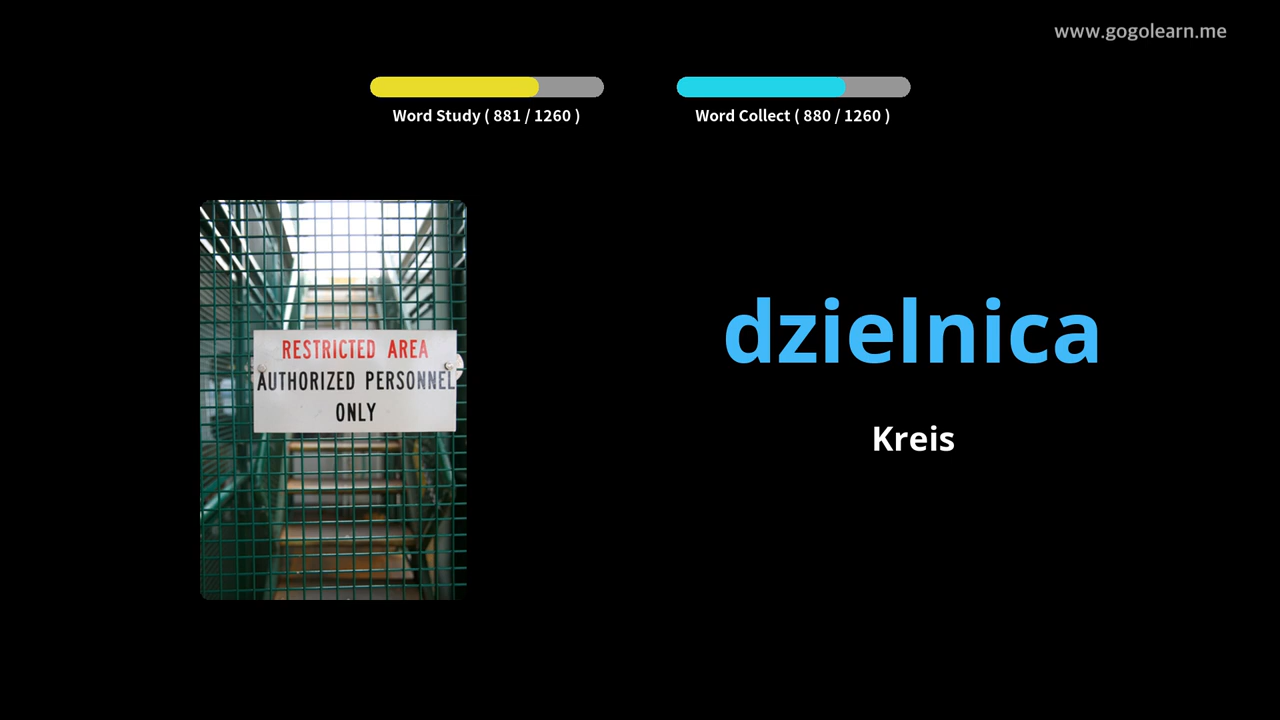 www.gogolearn.me
Word Study ( 881 / 1260 )
Word Collect ( 880 / 1260 )
RESTRICTED AREA
AUTHORIZED PERSONNEL
ONLY
dzielnica
Kreis